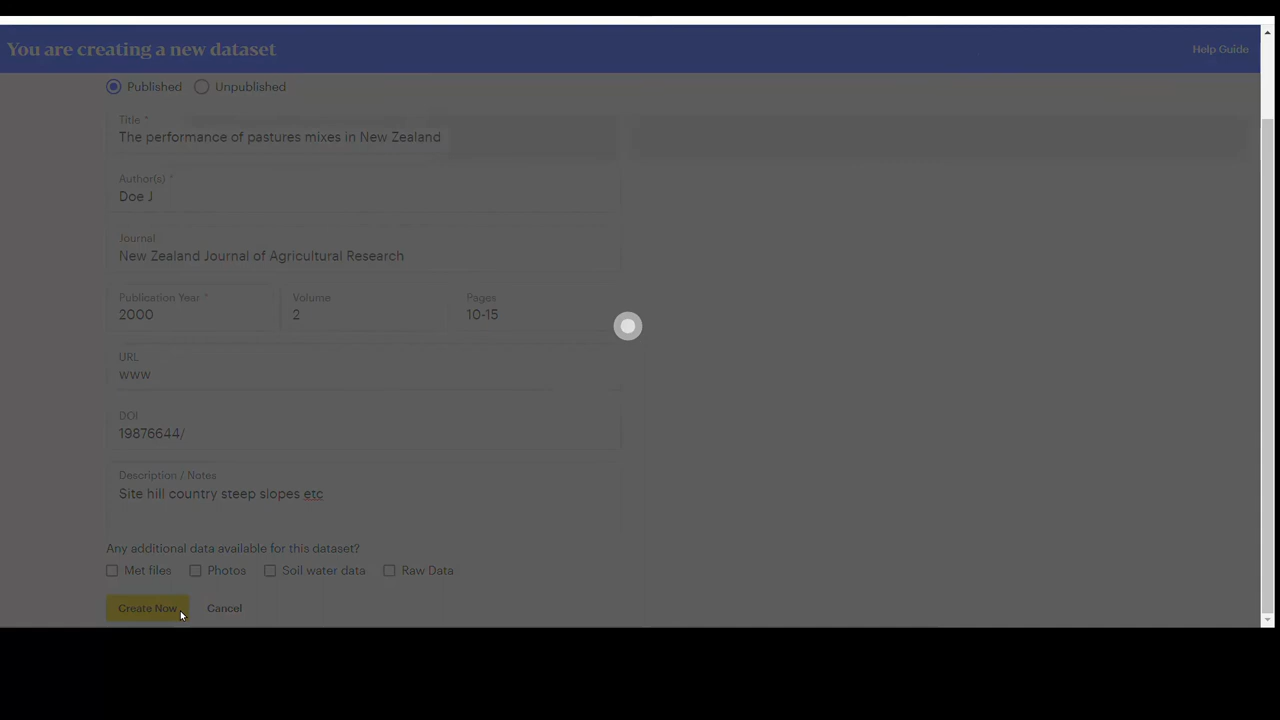 You are creating a new dataset
Help Guide
Published
Unpublished
Title *
The performance of pastures mixes in New Zealand
Author(s) *
Doe J
Journal
New Zealand Journal of Agricultural Research
Publication Year *
Volume
Pages
2000
2
10-15
URL
www
DOI
19876644/
Description / Notes
Site hill country steep slopes etc
Any additional data available for this dataset?
Met files
Photos
Soil water data
Raw Data
Create Now
Cancel